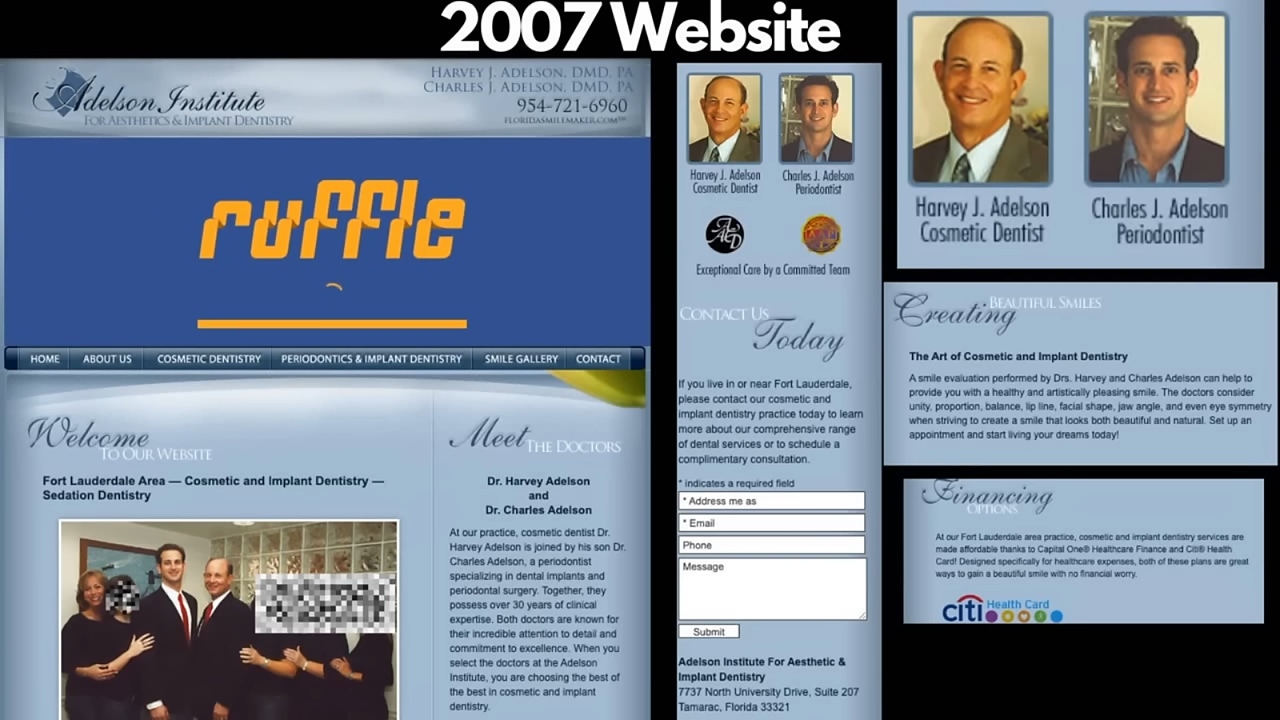 2007 Website
Adelson Institute
FOR AESTHETICS & IMPLANT DENTISTRY
HARVEY J. ADELSON, DMD, PA
CHARLES J. ADELSON, DMD, PA
954-721-6960
FLORIDASMILEMAKER.COM℠
ruffle
HOME ABOUT US COSMETIC DENTISTRY PERIODONTICS & IMPLANT DENTISTRY SMILE GALLERY CONTACT
Welcome
TO OUR WEBSITE
Fort Lauderdale Area — Cosmetic and Implant Dentistry —
Sedation Dentistry
Meet
THE DOCTORS
Dr. Harvey Adelson
and
Dr. Charles Adelson
At our practice, cosmetic dentist Dr.
Harvey Adelson is joined by his son Dr.
Charles Adelson, a periodontist
specializing in dental implants and
periodontal surgery. Together, they
possess over 30 years of clinical
expertise. Both doctors are known for
their incredible attention to detail and
commitment to excellence. When you
select the doctors at the Adelson
Institute, you are choosing the best of
the best in cosmetic and implant
dentistry.
Harvey J. Adelson
Cosmetic Dentist
Charles J. Adelson
Periodontist
Exceptional Care by a Committed Team
CONTACT US
Today
If you live in or near Fort Lauderdale,
please contact our cosmetic and
implant dentistry practice today to learn
more about our comprehensive range
of dental services or to schedule a
complimentary consultation.
* indicates a required field
* Address me as
* Email
Phone
Message
Submit
Adelson Institute For Aesthetic &
Implant Dentistry
7737 North University Drive, Suite 207
Tamarac, Florida 33321
Harvey J. Adelson
Cosmetic Dentist
Charles J. Adelson
Periodontist
Creating
BEAUTIFUL SMILES
The Art of Cosmetic and Implant Dentistry
A smile evaluation performed by Drs. Harvey and Charles Adelson can help to
provide you with a healthy and artistically pleasing smile. The doctors consider
unity, proportion, balance, lip line, facial shape, jaw angle, and even eye symmetry
when striving to create a smile that looks both beautiful and natural. Set up an
appointment and start living your dreams today!
Financing
OPTIONS
At our Fort Lauderdale area practice, cosmetic and implant dentistry services are
made affordable thanks to Capital One® Healthcare Finance and Citi® Health
Card! Designed specifically for healthcare expenses, both of these plans are great
ways to gain a beautiful smile with no financial worry.
citi Health Card